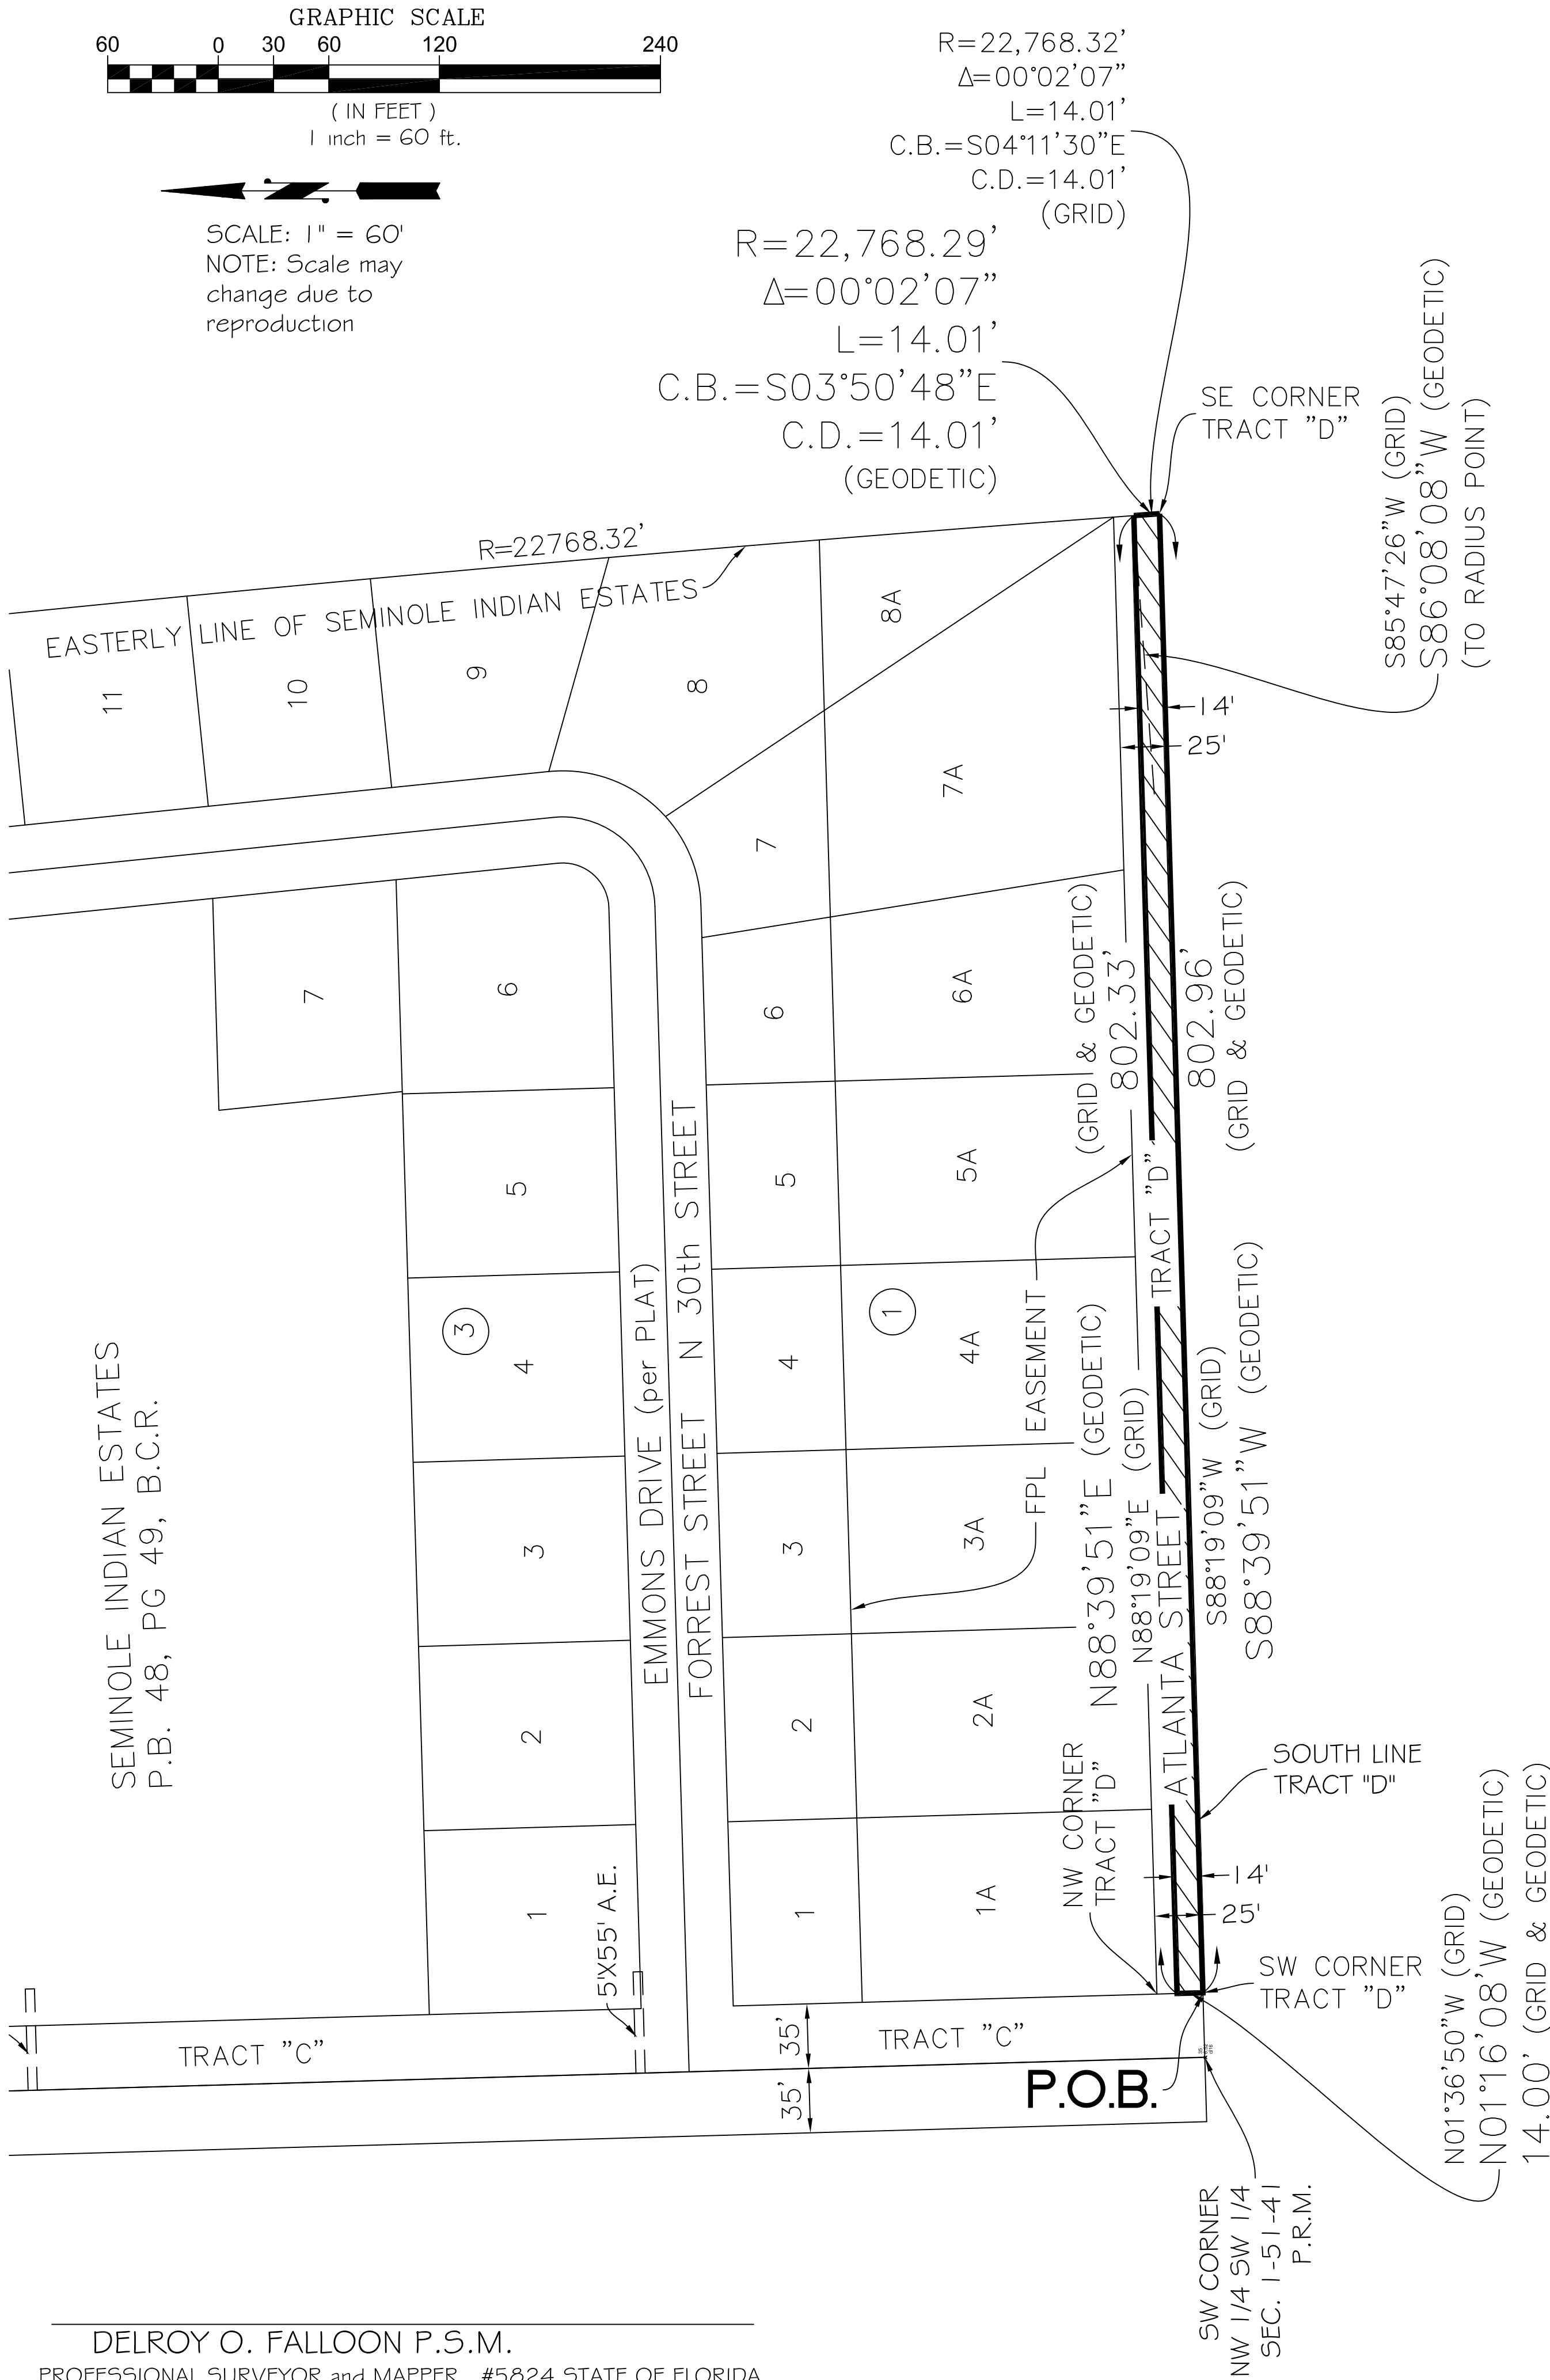 GRAPHIC SCALE
60 0 30 60 120 240
( IN FEET )
1 inch = 60 ft.
SCALE: 1" = 60'
NOTE: Scale may
change due to
reproduction
R=22,768.32'
Δ=00°02'07"
L=14.01'
C.B.=S04°11'30"E
C.D.=14.01'
(GRID)
R=22,768.29'
Δ=00°02'07"
L=14.01'
C.B.=S03°50'48"E
C.D.=14.01'
(GEODETIC)
SE CORNER
TRACT "D"
S85°47'26"W (GRID)
S86°08'08"W (GEODETIC)
(TO RADIUS POINT)
R=22768.32'
EASTERLY LINE OF SEMINOLE INDIAN ESTATES
11
10
9
8
8A
7
7A
14'
25'
7
6
6
6A
(GRID & GEODETIC)
802.33'
802.96'
(GRID & GEODETIC)
5
5
5A
TRACT "D"
3
4
4
1
4A
FPL EASEMENT
SEMINOLE INDIAN ESTATES
P.B. 48, PG 49, B.C.R.
EMMONS DRIVE (per PLAT)
FORREST STREET N 30th STREET
3
3
3A
N88°39'51"E (GEODETIC)
N88°19'09"E (GRID)
ATLANTA STREET
S88°19'09"W (GRID)
S88°39'51"W (GEODETIC)
2
2
2A
NW CORNER
TRACT "D"
SOUTH LINE
TRACT "D"
1
5'X55' A.E.
1
1A
14'
25'
SW CORNER
TRACT "D"
N01°36'50"W (GRID)
N01°16'08'W (GEODETIC)
14.00' (GRID & GEODETIC)
TRACT "C"
35'
TRACT "C"
35'
P.O.B.
SW CORNER
NW 1/4 SW 1/4
SEC. 1-51-41
P.R.M.
DELROY O. FALLOON P.S.M.
PROFESSIONAL SURVEYOR and MAPPER #5824 STATE OF FLORIDA